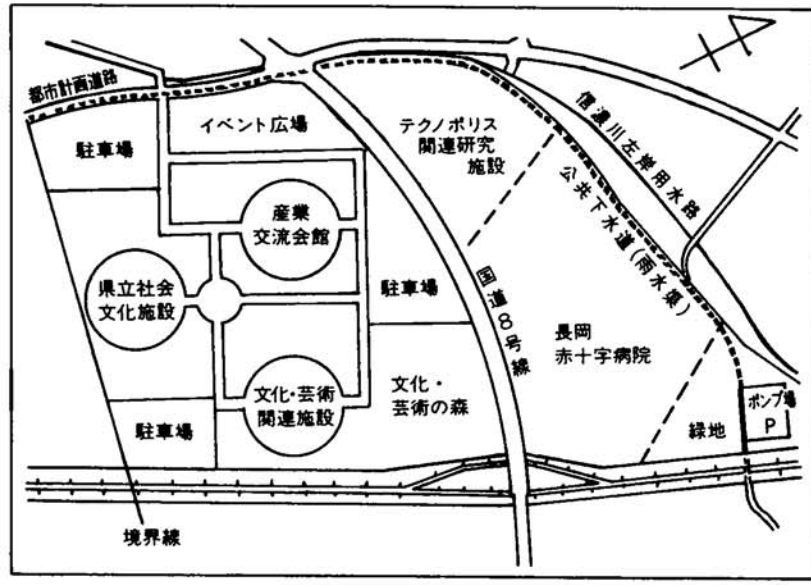 都市計画道路
駐車場
イベント広場
テクノポリス
関連研究
施設
信濃川左岸用水路
公共下水道(雨水渠)
産業
交流会館
県立社会
文化施設
駐車場
国道8号線
長岡
赤十字病院
文化・芸術
関連施設
文化・
芸術の森
駐車場
緑地
ポンプ場
P
境界線